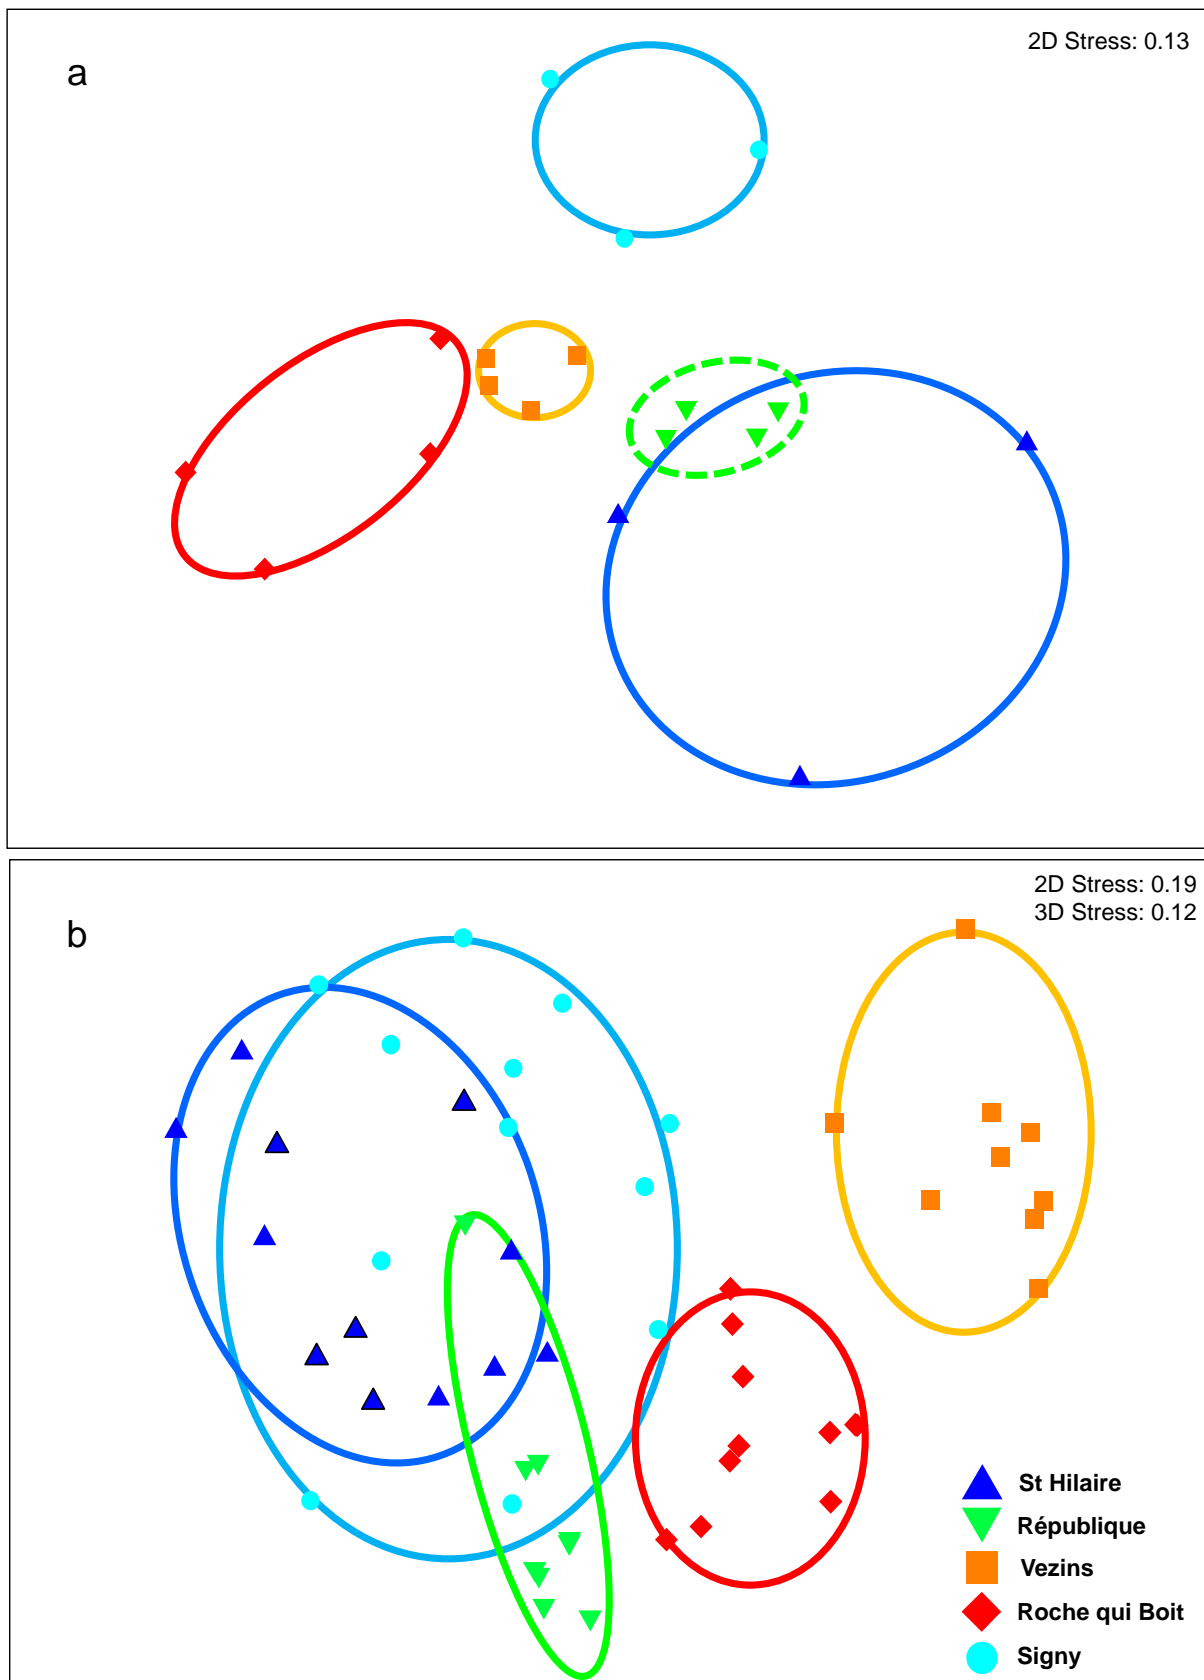 a
2D Stress: 0.13
b
2D Stress: 0.19
3D Stress: 0.12
St Hilaire
République
Vezins
Roche qui Boit
Signy